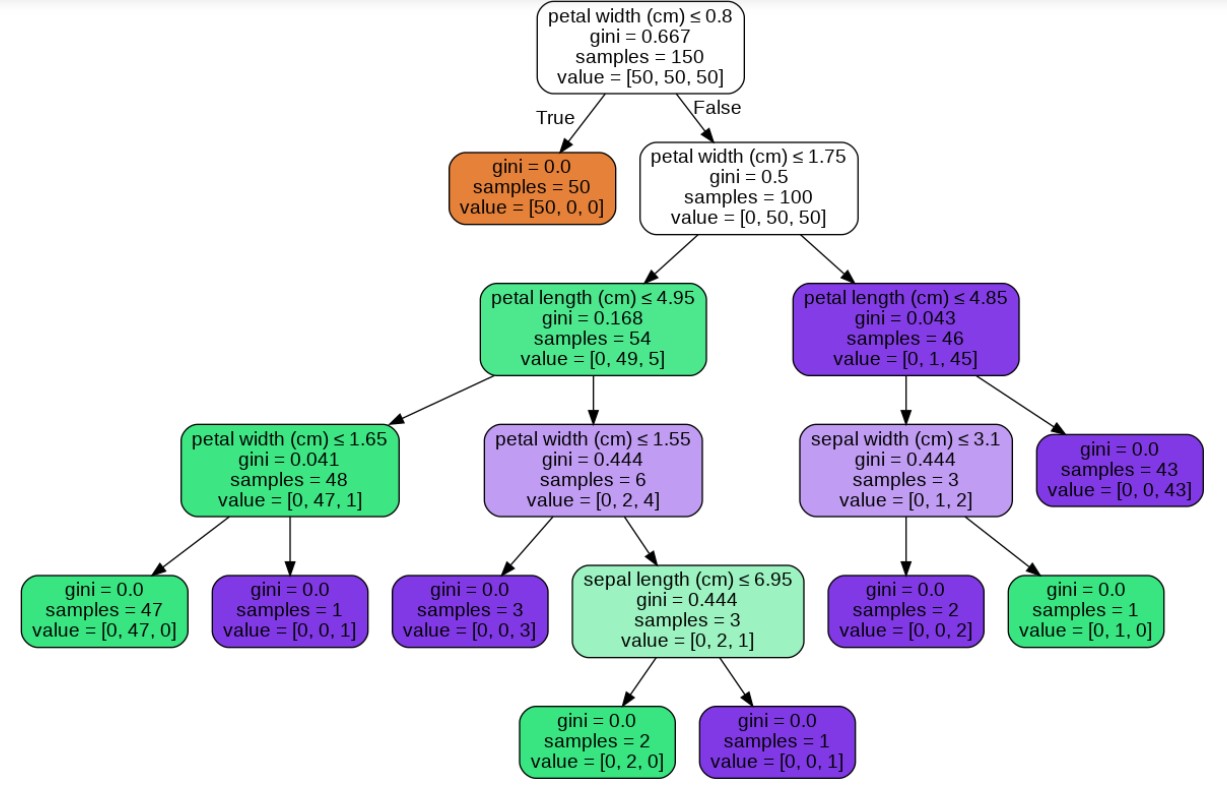 petal width (cm) ≤ 0.8
gini = 0.667
samples = 150
value = [50, 50, 50]
True
False
gini = 0.0
samples = 50
value = [50, 0, 0]
petal width (cm) ≤ 1.75
gini = 0.5
samples = 100
value = [0, 50, 50]
petal length (cm) ≤ 4.95
gini = 0.168
samples = 54
value = [0, 49, 5]
petal length (cm) ≤ 4.85
gini = 0.043
samples = 46
value = [0, 1, 45]
petal width (cm) ≤ 1.65
gini = 0.041
samples = 48
value = [0, 47, 1]
petal width (cm) ≤ 1.55
gini = 0.444
samples = 6
value = [0, 2, 4]
sepal width (cm) ≤ 3.1
gini = 0.444
samples = 3
value = [0, 1, 2]
gini = 0.0
samples = 43
value = [0, 0, 43]
gini = 0.0
samples = 47
value = [0, 47, 0]
gini = 0.0
samples = 1
value = [0, 0, 1]
gini = 0.0
samples = 3
value = [0, 0, 3]
sepal length (cm) ≤ 6.95
gini = 0.444
samples = 3
value = [0, 2, 1]
gini = 0.0
samples = 2
value = [0, 0, 2]
gini = 0.0
samples = 1
value = [0, 1, 0]
gini = 0.0
samples = 2
value = [0, 2, 0]
gini = 0.0
samples = 1
value = [0, 0, 1]